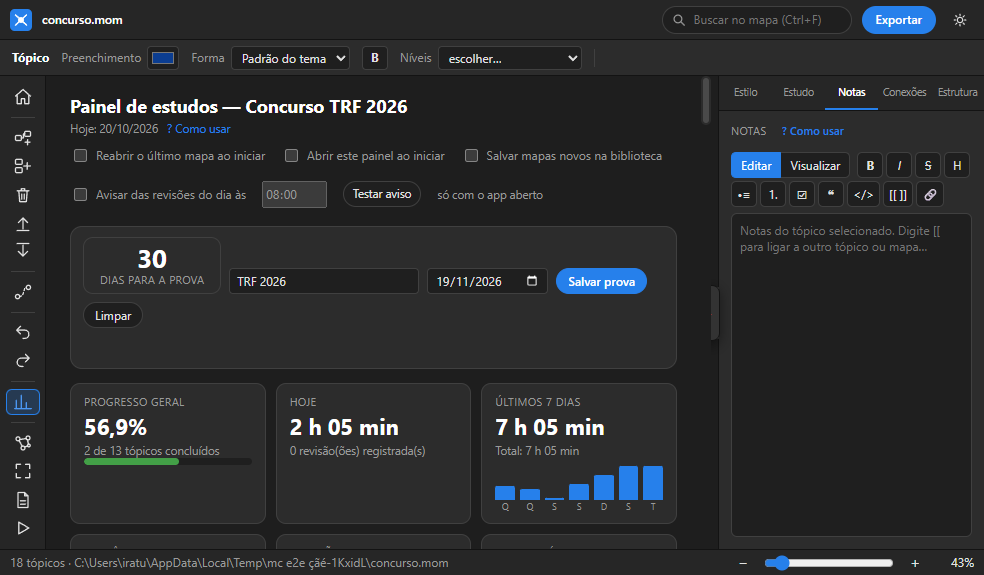 concurso.mom
Buscar no mapa (Ctrl+F)
Exportar
Tópico Preenchimento Forma Padrão do tema B Níveis escolher...
Painel de estudos — Concurso TRF 2026
Hoje: 20/10/2026 ? Como usar
Reabrir o último mapa ao iniciar Abrir este painel ao iniciar Salvar mapas novos na biblioteca
Avisar das revisões do dia às 08:00 Testar aviso só com o app aberto
30
DIAS PARA A PROVA
TRF 2026 19/11/2026 Salvar prova
Limpar
PROGRESSO GERAL
56,9%
2 de 13 tópicos concluídos
HOJE
2 h 05 min
0 revisão(ões) registrada(s)
ÚLTIMOS 7 DIAS
7 h 05 min
Total: 7 h 05 min
Q Q S S D S T
Estilo Estudo Notas Conexões Estrutura
NOTAS ? Como usar
Editar Visualizar B I S H
1. ❝ </> [[ ]]
Notas do tópico selecionado. Digite [[
para ligar a outro tópico ou mapa...
18 tópicos · C:\Users\iratu\AppData\Local\Temp\mc e2e çãé-1KxidL\concurso.mom
− + 43%